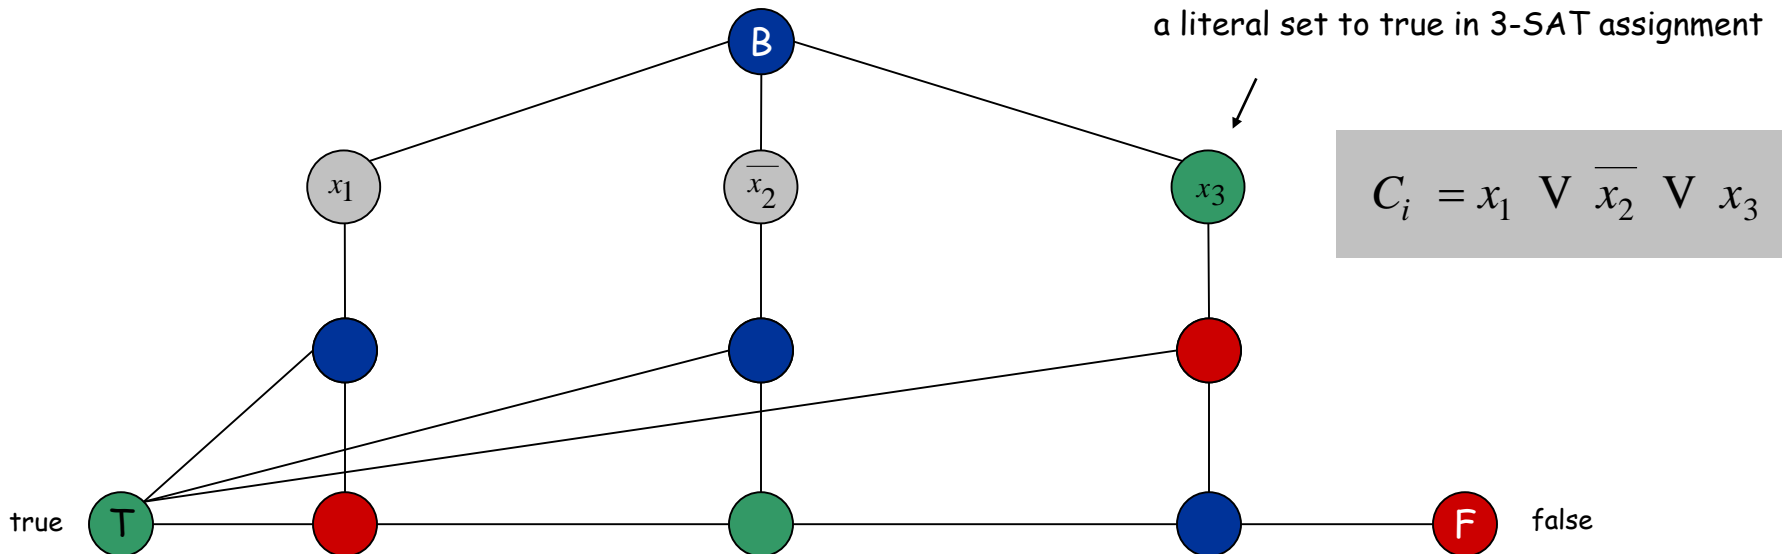 a literal set to true in 3-SAT assignment
B
x₁
x̅₂
x₃
Cᵢ = x₁ V x̅₂ V x₃
true
T
F
false